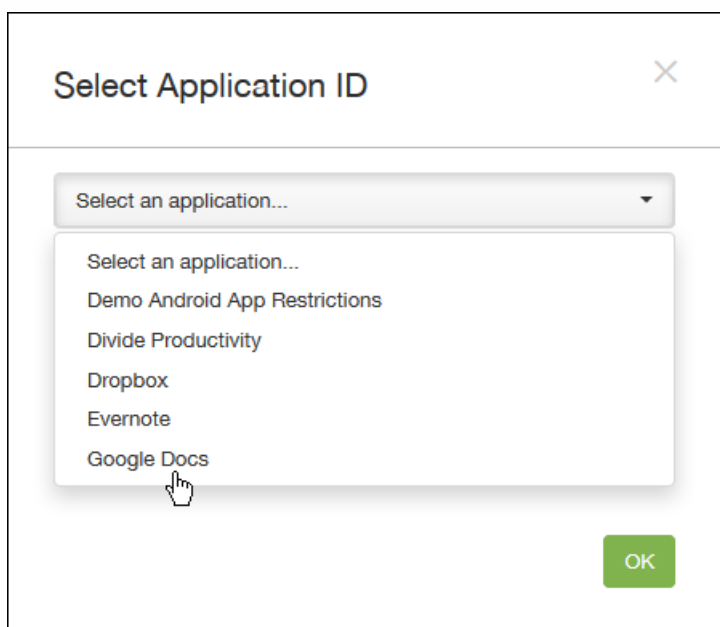 Select Application ID
Select an application...
Select an application...
Demo Android App Restrictions
Divide Productivity
Dropbox
Evernote
Google Docs
OK